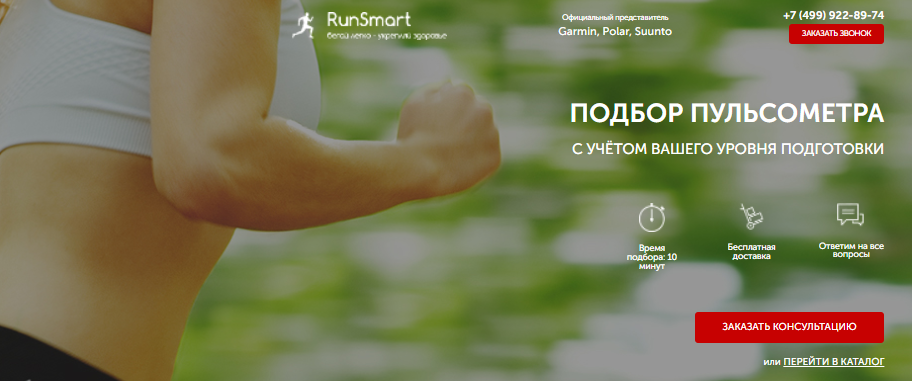 RunSmart
бегай легко - укрепляй здоровье
Официальный представитель
Garmin, Polar, Suunto
+7 (499) 922-89-74
ЗАКАЗАТЬ ЗВОНОК
ПОДБОР ПУЛЬСОМЕТРА
С УЧЁТОМ ВАШЕГО УРОВНЯ ПОДГОТОВКИ
Время
подбора: 10
минут
Бесплатная
доставка
Ответим на все
вопросы
ЗАКАЗАТЬ КОНСУЛЬТАЦИЮ
или ПЕРЕЙТИ В КАТАЛОГ